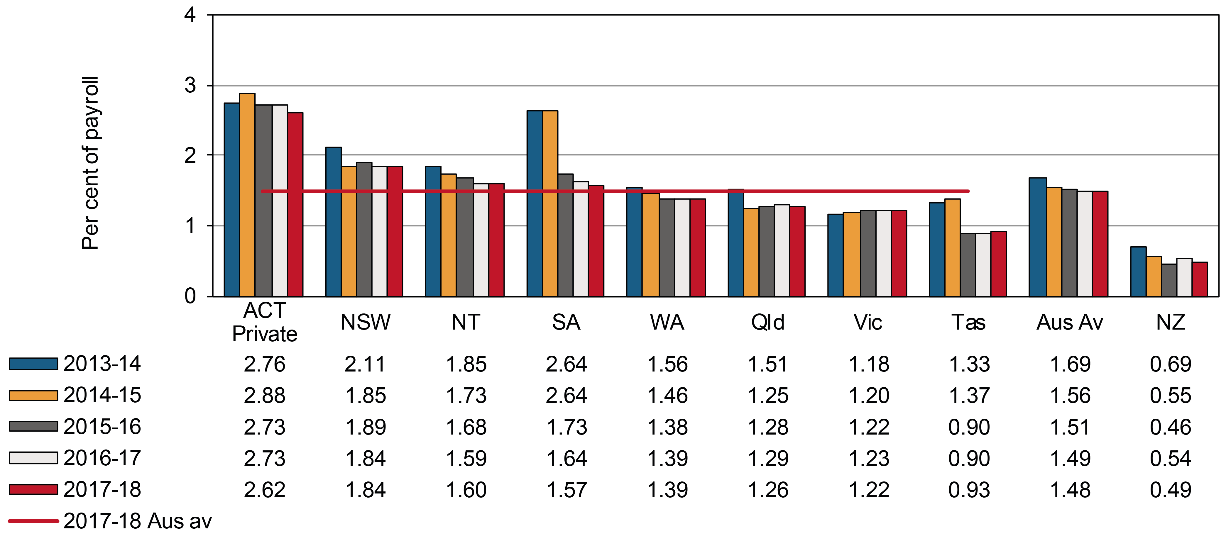 4
3
2
1
0
Per cent of payroll
ACT Private NSW NT SA WA Qld Vic Tas Aus Av NZ
2013-14 2.76 2.11 1.85 2.64 1.56 1.51 1.18 1.33 1.69 0.69
2014-15 2.88 1.85 1.73 2.64 1.46 1.25 1.20 1.37 1.56 0.55
2015-16 2.73 1.89 1.68 1.73 1.38 1.28 1.22 0.90 1.51 0.46
2016-17 2.73 1.84 1.59 1.64 1.39 1.29 1.23 0.90 1.49 0.54
2017-18 2.62 1.84 1.60 1.57 1.39 1.26 1.22 0.93 1.48 0.49
2017-18 Aus av